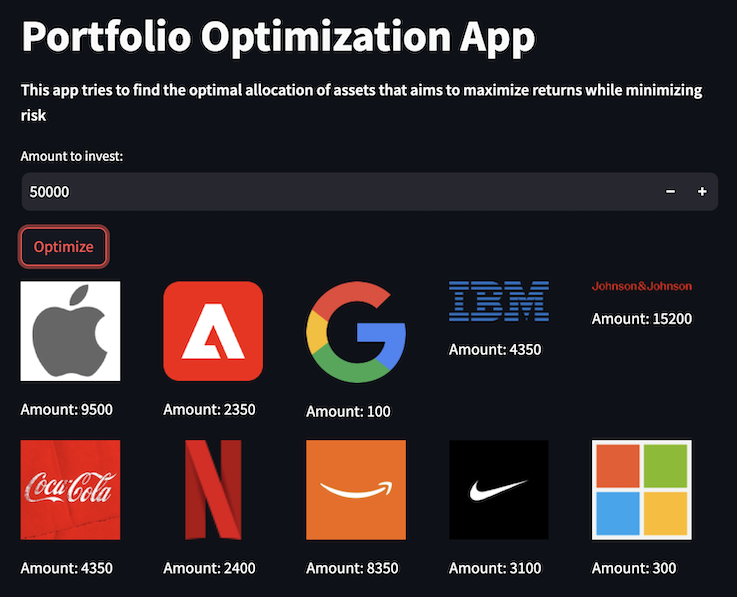 Portfolio Optimization App
This app tries to find the optimal allocation of assets that aims to maximize returns while minimizing
risk
Amount to invest:
50000 − +
Optimize
IBM
Johnson&Johnson
Amount: 9500
Amount: 2350
Amount: 100
Amount: 4350
Amount: 15200
Coca-Cola
N
Amount: 4350
Amount: 2400
Amount: 8350
Amount: 3100
Amount: 300